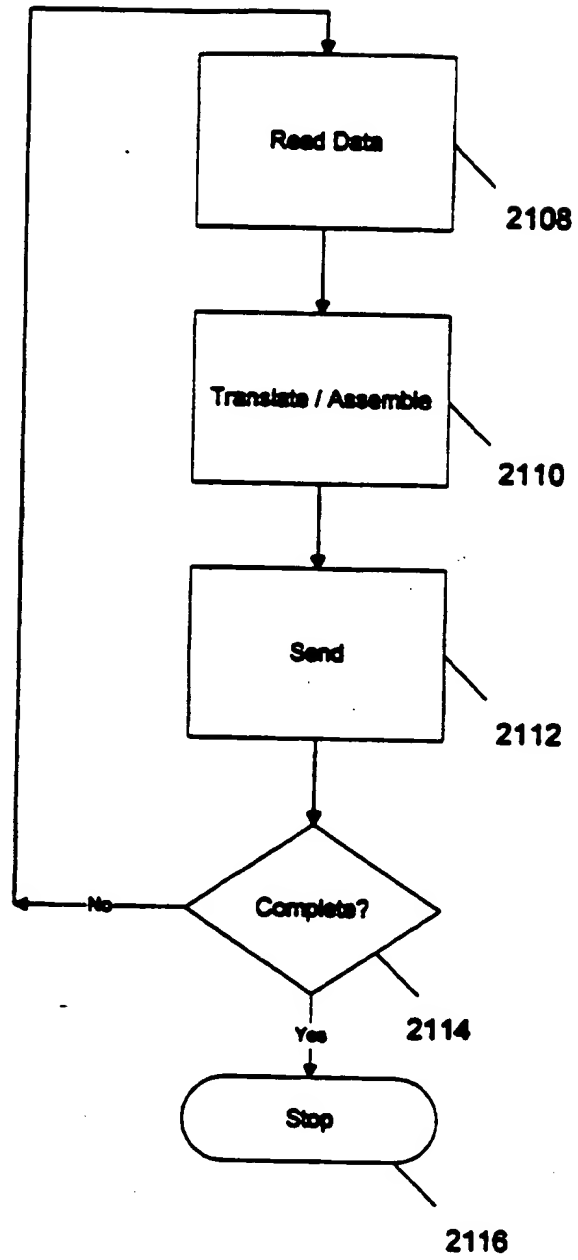 Read Data
2108
Translate / Assemble
2110
Send
2112
Complete?
No
2114
Yes
Stop
2116